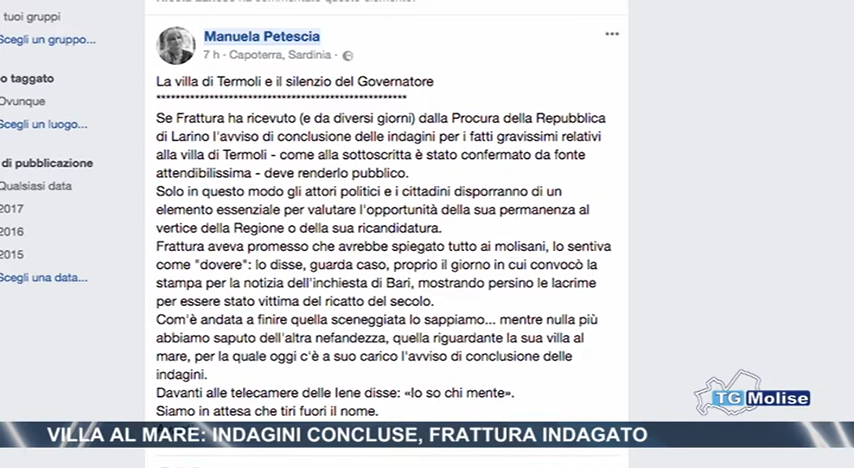 tuoi gruppi
Scegli un gruppo...
o taggato
Ovunque
Scegli un luogo...
di pubblicazione
Qualsiasi data
2017
2016
2015
Scegli una data...
Manuela Petescia
7 h · Capoterra, Sardinia ·
La villa di Termoli e il silenzio del Governatore
Se Frattura ha ricevuto (e da diversi giorni) dalla Procura della Repubblica
di Larino l'avviso di conclusione delle indagini per i fatti gravissimi relativi
alla villa di Termoli - come alla sottoscritta è stato confermato da fonte
attendibilissima - deve renderlo pubblico.
Solo in questo modo gli attori politici e i cittadini disporranno di un
elemento essenziale per valutare l'opportunità della sua permanenza al
vertice della Regione o della sua ricandidatura.
Frattura aveva promesso che avrebbe spiegato tutto ai molisani, lo sentiva
come "dovere": lo disse, guarda caso, proprio il giorno in cui convocò la
stampa per la notizia dell'inchiesta di Bari, mostrando persino le lacrime
per essere stato vittima del ricatto del secolo.
Com'è andata a finire quella sceneggiata lo sappiamo... mentre nulla più
abbiamo saputo dell'altra nefandezza, quella riguardante la sua villa al
mare, per la quale oggi c'è a suo carico l'avviso di conclusione delle
indagini.
Davanti alle telecamere delle Iene disse: «Io so chi mente».
Siamo in attesa che tiri fuori il nome.
TG Molise
VILLA AL MARE: INDAGINI CONCLUSE, FRATTURA INDAGATO